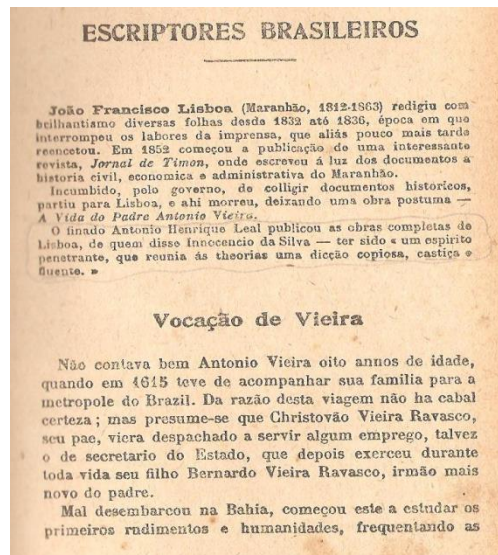 ESCRIPTORES BRASILEIROS
João Francisco Lisboa (Maranhão, 1812-1863) redigiu com
brilhantismo diversas folhas desde 1832 até 1836, época em que
interrompeu os labores da imprensa, que aliás pouco mais tarde
reencetou. Em 1852 começou a publicação de uma interessante
revista, Jornal de Timon, onde escreveu á luz dos documentos a
historia civil, economica e administrativa do Maranhão.
Incumbido, pelo governo, de colligir documentos historicos,
partiu para Lisboa, e ahi morreu, deixando uma obra postuma —
A Vida do Padre Antonio Vieira.
O finado Antonio Henrique Leal publicou as obras completas de
Lisboa, de quem disse Innocencio da Silva — ter sido « um espirito
penetrante, que reunia ás theorias uma dicção copiosa, castiça e
fluente. »
Vocação de Vieira
Não contava bem Antonio Vieira oito annos de idade,
quando em 1615 teve de acompanhar sua familia para a
metropole do Brazil. Da razão desta viagem não ha cabal
certeza ; mas presume-se que Christovão Vieira Ravasco,
seu pae, viera despachado a servir algum emprego, talvez
o de secretario do Estado, que depois exerceu durante
toda vida seu filho Bernardo Vieira Ravasco, irmão mais
novo do padre.
Mal desembarcou na Bahia, começou este a estudar os
primeiros rudimentos e humanidades, frequentando as